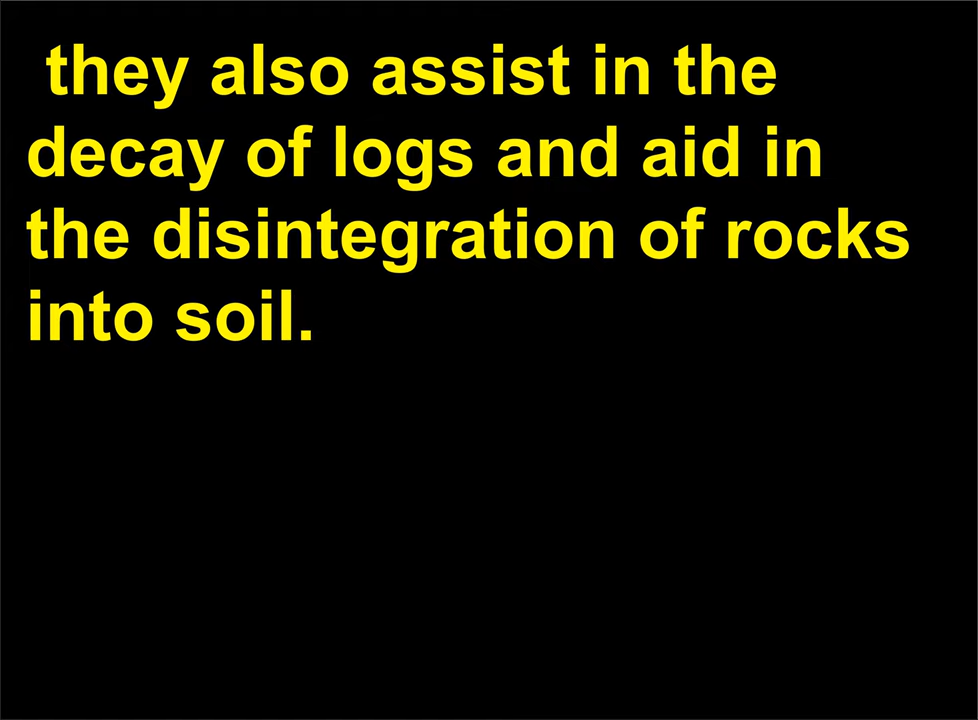 they also assist in the
decay of logs and aid in
the disintegration of rocks
into soil.